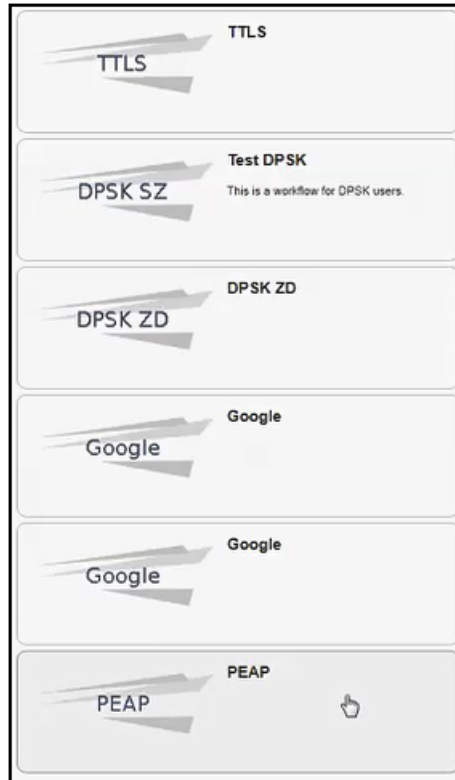 TTLS
TTLS
DPSK SZ
Test DPSK
This is a workflow for DPSK users.
DPSK ZD
DPSK ZD
Google
Google
Google
Google
PEAP
PEAP